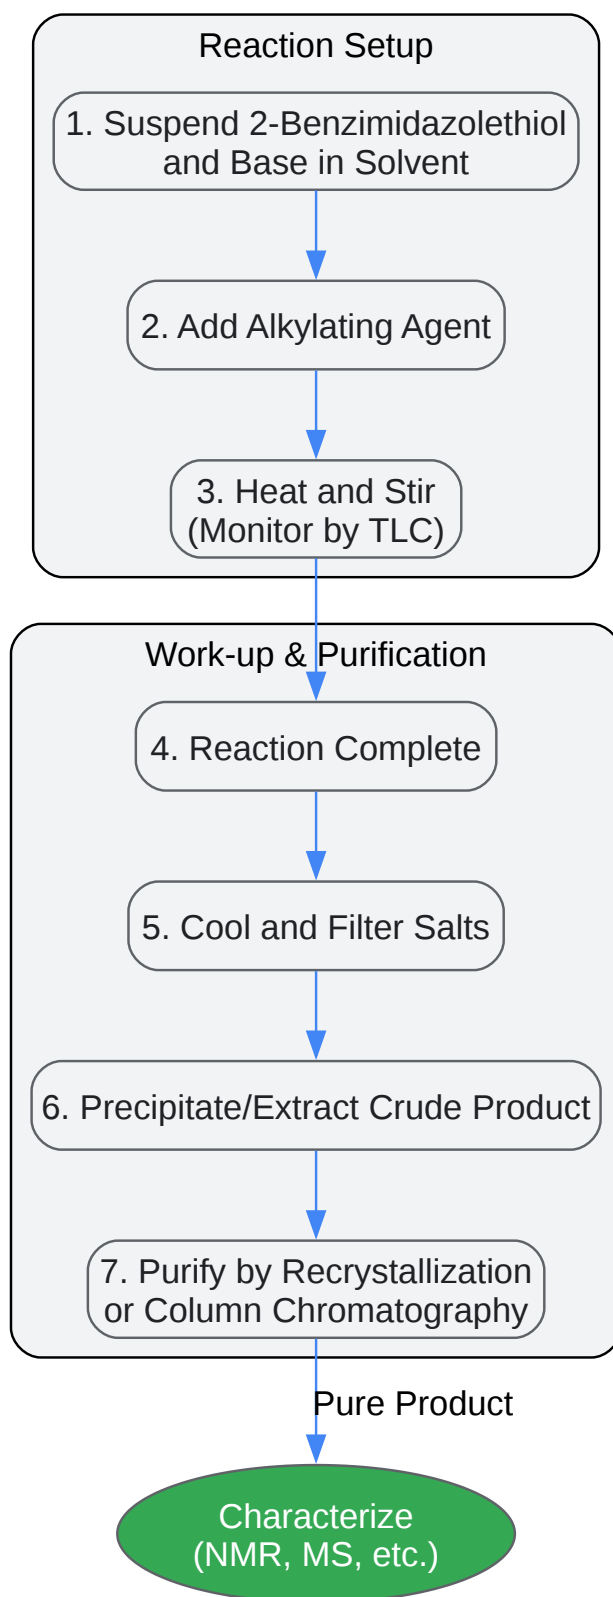 Reaction Setup
1. Suspend 2-Benzimidazolethiol
and Base in Solvent
2. Add Alkylating Agent
3. Heat and Stir
(Monitor by TLC)
Work-up & Purification
4. Reaction Complete
5. Cool and Filter Salts
6. Precipitate/Extract Crude Product
7. Purify by Recrystallization
or Column Chromatography
Pure Product
Characterize
(NMR, MS, etc.)